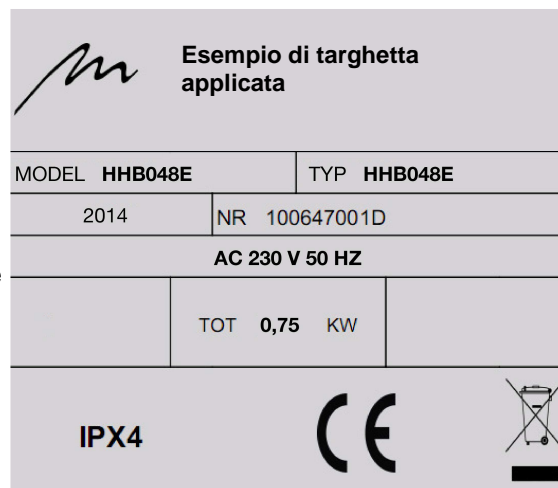 Esempio di targhetta
applicata
MODEL HHB048E TYP HHB048E
2014 NR 100647001D
AC 230 V 50 HZ
TOT 0,75 KW
IPX4 CE